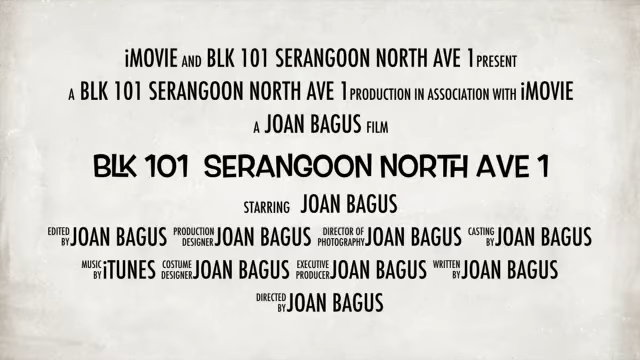 iMOVIE AND BLK 101 SERANGOON NORTH AVE 1 PRESENT
A BLK 101 SERANGOON NORTH AVE 1 PRODUCTION IN ASSOCIATION WITH iMOVIE
A JOAN BAGUS FILM
BLK 101 SERANGOON NORTH AVE 1
STARRING JOAN BAGUS
EDITED BY JOAN BAGUS PRODUCTION DESIGNER JOAN BAGUS DIRECTOR OF PHOTOGRAPHY JOAN BAGUS CASTING BY JOAN BAGUS
MUSIC BY iTUNES COSTUME DESIGNER JOAN BAGUS EXECUTIVE PRODUCER JOAN BAGUS WRITTEN BY JOAN BAGUS
DIRECTED BY JOAN BAGUS